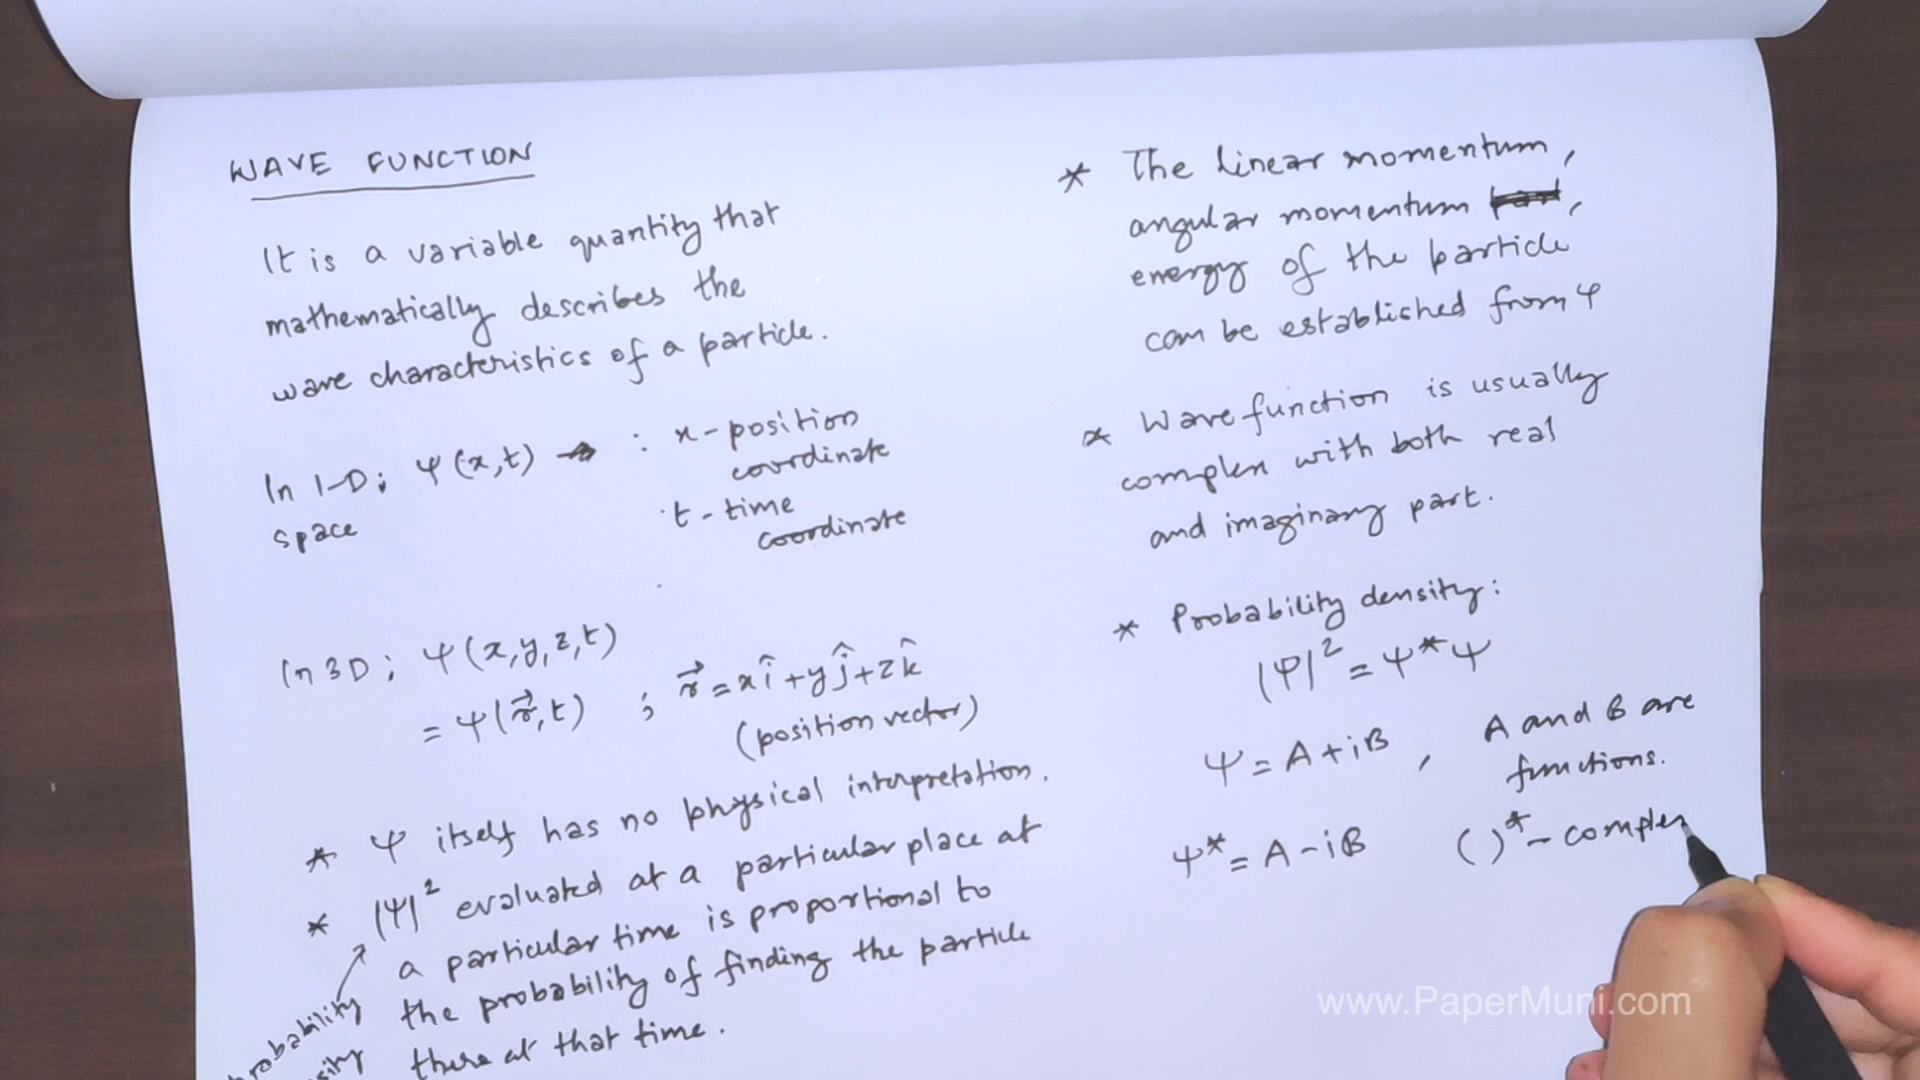 WAVE FUNCTION
It is a variable quantity that
mathematically describes the
wave characteristics of a particle.
In 1-D; ψ(x,t) → : x - position
space coordinate
t - time
coordinate
In 3D; ψ(x,y,z,t)
= ψ(r⃗,t) ; r⃗ = xî + yĵ + zk̂
(position vector)
* ψ itself has no physical interpretation.
* |ψ|² evaluated at a particular place at
a particular time is proportional to
the probability of finding the particle
there at that time.
probability
* The linear momentum,
angular momentum ,
energy of the particle
can be established from ψ
* Wave function is usually
complex with both real
and imaginary part.
* Probability density:
|ψ|² = ψ*ψ
ψ = A + iB , A and B are
functions.
ψ* = A - iB ( )* - complex
www.PaperMuni.com